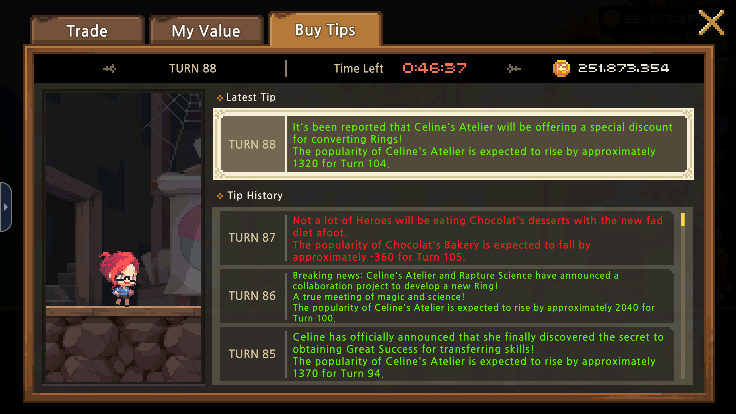 Trade
My Value
Buy Tips
TURN 88
Time Left
0:46:37
251.873.354
Latest Tip
TURN 88
It's been reported that Celine's Atelier will be offering a special discount
for converting Rings!
The popularity of Celine's Atelier is expected to rise by approximately
1320 for Turn 104.
Tip History
TURN 87
Not a lot of Heroes will be eating Chocolat's desserts with the new fad
diet afoot.
The popularity of Chocolat's Bakery is expected to fall by
approximately -360 for Turn 105.
TURN 86
Breaking news: Celine's Atelier and Rapture Science have announced a
collaboration project to develop a new Ring!
A true meeting of magic and science!
The popularity of Celine's Atelier is expected to rise by approximately 2040 for
Turn 100.
TURN 85
Celine has officially announced that she finally discovered the secret to
obtaining Great Success for transferring skills!
The popularity of Celine's Atelier is expected to rise by approximately
1370 for Turn 94.